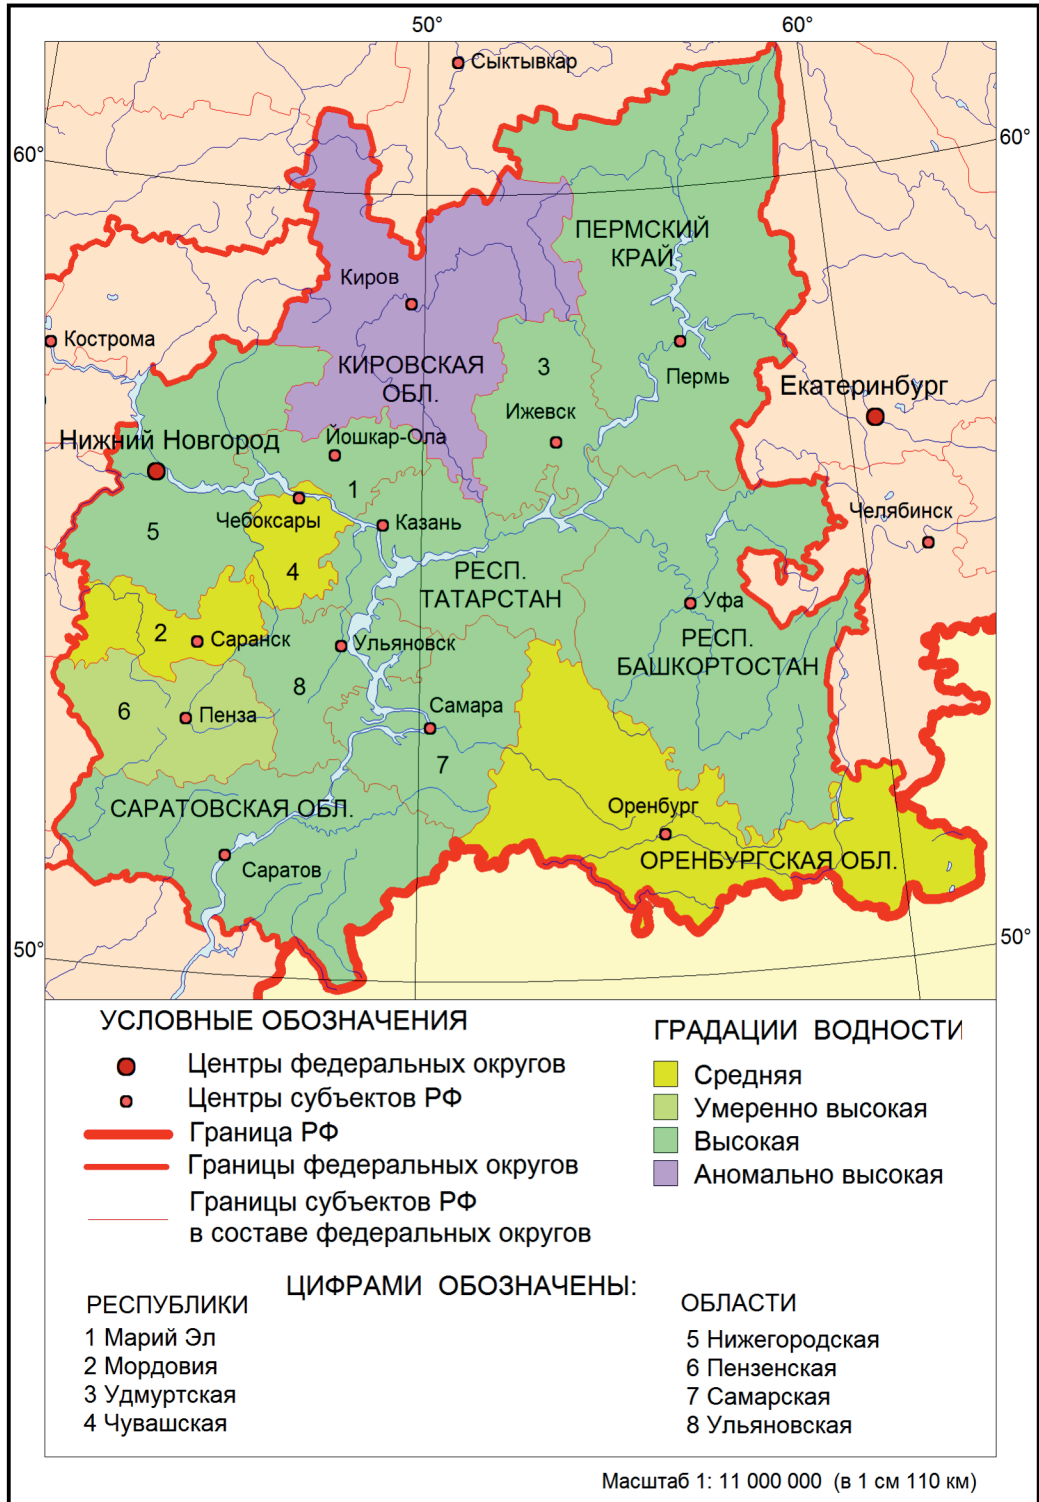 50°
60°
Сыктывкар
60°
60°
ПЕРМСКИЙ
КРАЙ
Киров
Кострома
КИРОВСКАЯ
ОБЛ.
3
Пермь
Екатеринбург
Ижевск
Нижний Новгород
Йошкар-Ола
1
Чебоксары
Казань
Челябинск
5
4
РЕСП.
ТАТАРСТАН
Уфа
2
Саранск
Ульяновск
РЕСП.
БАШКОРТОСТАН
8
6
Пенза
Самара
7
САРАТОВСКАЯ ОБЛ.
Оренбург
ОРЕНБУРГСКАЯ ОБЛ.
Саратов
50°
50°
УСЛОВНЫЕ ОБОЗНАЧЕНИЯ
Центры федеральных округов
Центры субъектов РФ
Граница РФ
Границы федеральных округов
Границы субъектов РФ
в составе федеральных округов
ГРАДАЦИИ ВОДНОСТИ
Средняя
Умеренно высокая
Высокая
Аномально высокая
ЦИФРАМИ ОБОЗНАЧЕНЫ:
РЕСПУБЛИКИ
1 Марий Эл
2 Мордовия
3 Удмуртская
4 Чувашская
ОБЛАСТИ
5 Нижегородская
6 Пензенская
7 Самарская
8 Ульяновская
Масштаб 1: 11 000 000 (в 1 см 110 км)